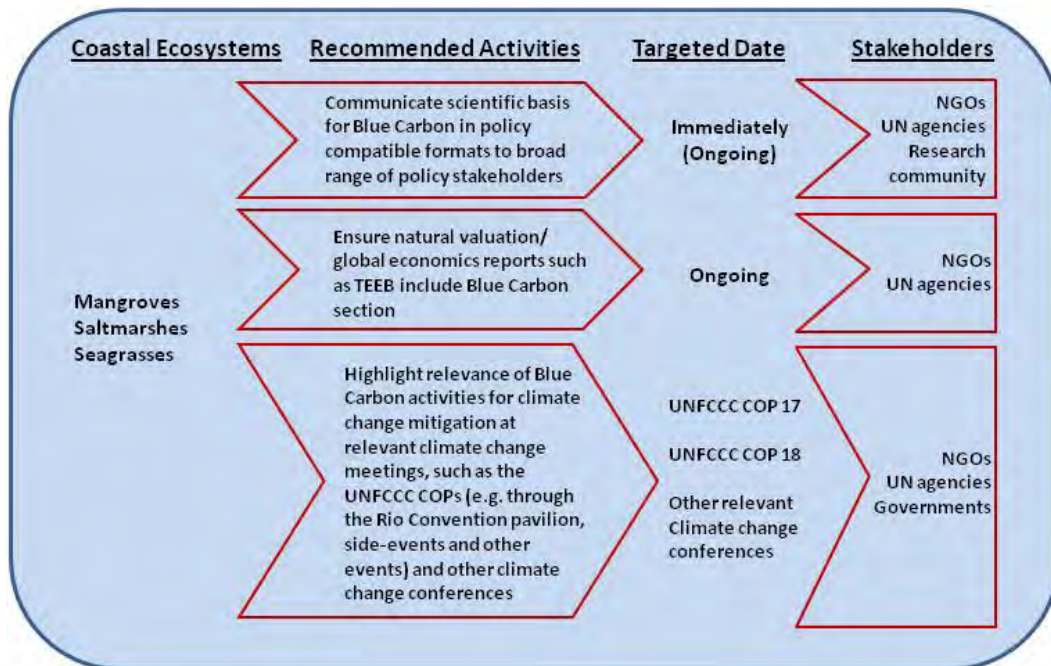 Coastal Ecosystems
Recommended Activities
Targeted Date
Stakeholders
Mangroves
Saltmarshes
Seagrasses
Communicate scientific basis
for Blue Carbon in policy
compatible formats to broad
range of policy stakeholders
Immediately
(Ongoing)
NGOs
UN agencies
Research
community
Ensure natural valuation/
global economics reports such
as TEEB include Blue Carbon
section
Ongoing
NGOs
UN agencies
Highlight relevance of Blue
Carbon activities for climate
change mitigation at
relevant climate change
meetings, such as the
UNFCCC COPs (e.g. through
the Rio Convention pavilion,
side-events and other
events) and other climate
change conferences
UNFCCC COP 17
UNFCCC COP 18
Other relevant
Climate change
conferences
NGOs
UN agencies
Governments